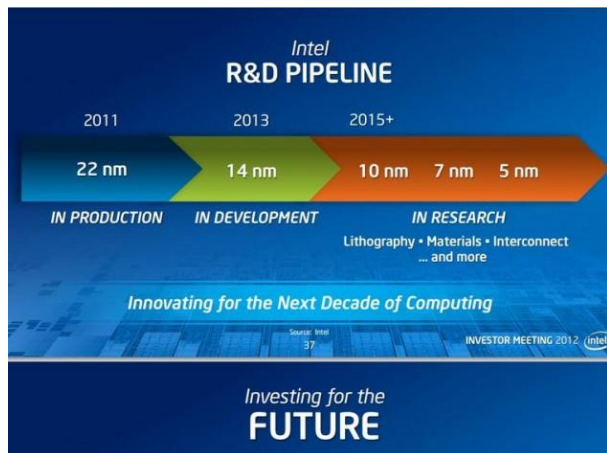 Intel
R&D PIPELINE
2011 2013 2015+
22 nm 14 nm 10 nm 7 nm 5 nm
IN PRODUCTION IN DEVELOPMENT IN RESEARCH
Lithography • Materials • Interconnect
... and more
Innovating for the Next Decade of Computing
Source: Intel
37
INVESTOR MEETING 2012 intel
Investing for the
FUTURE